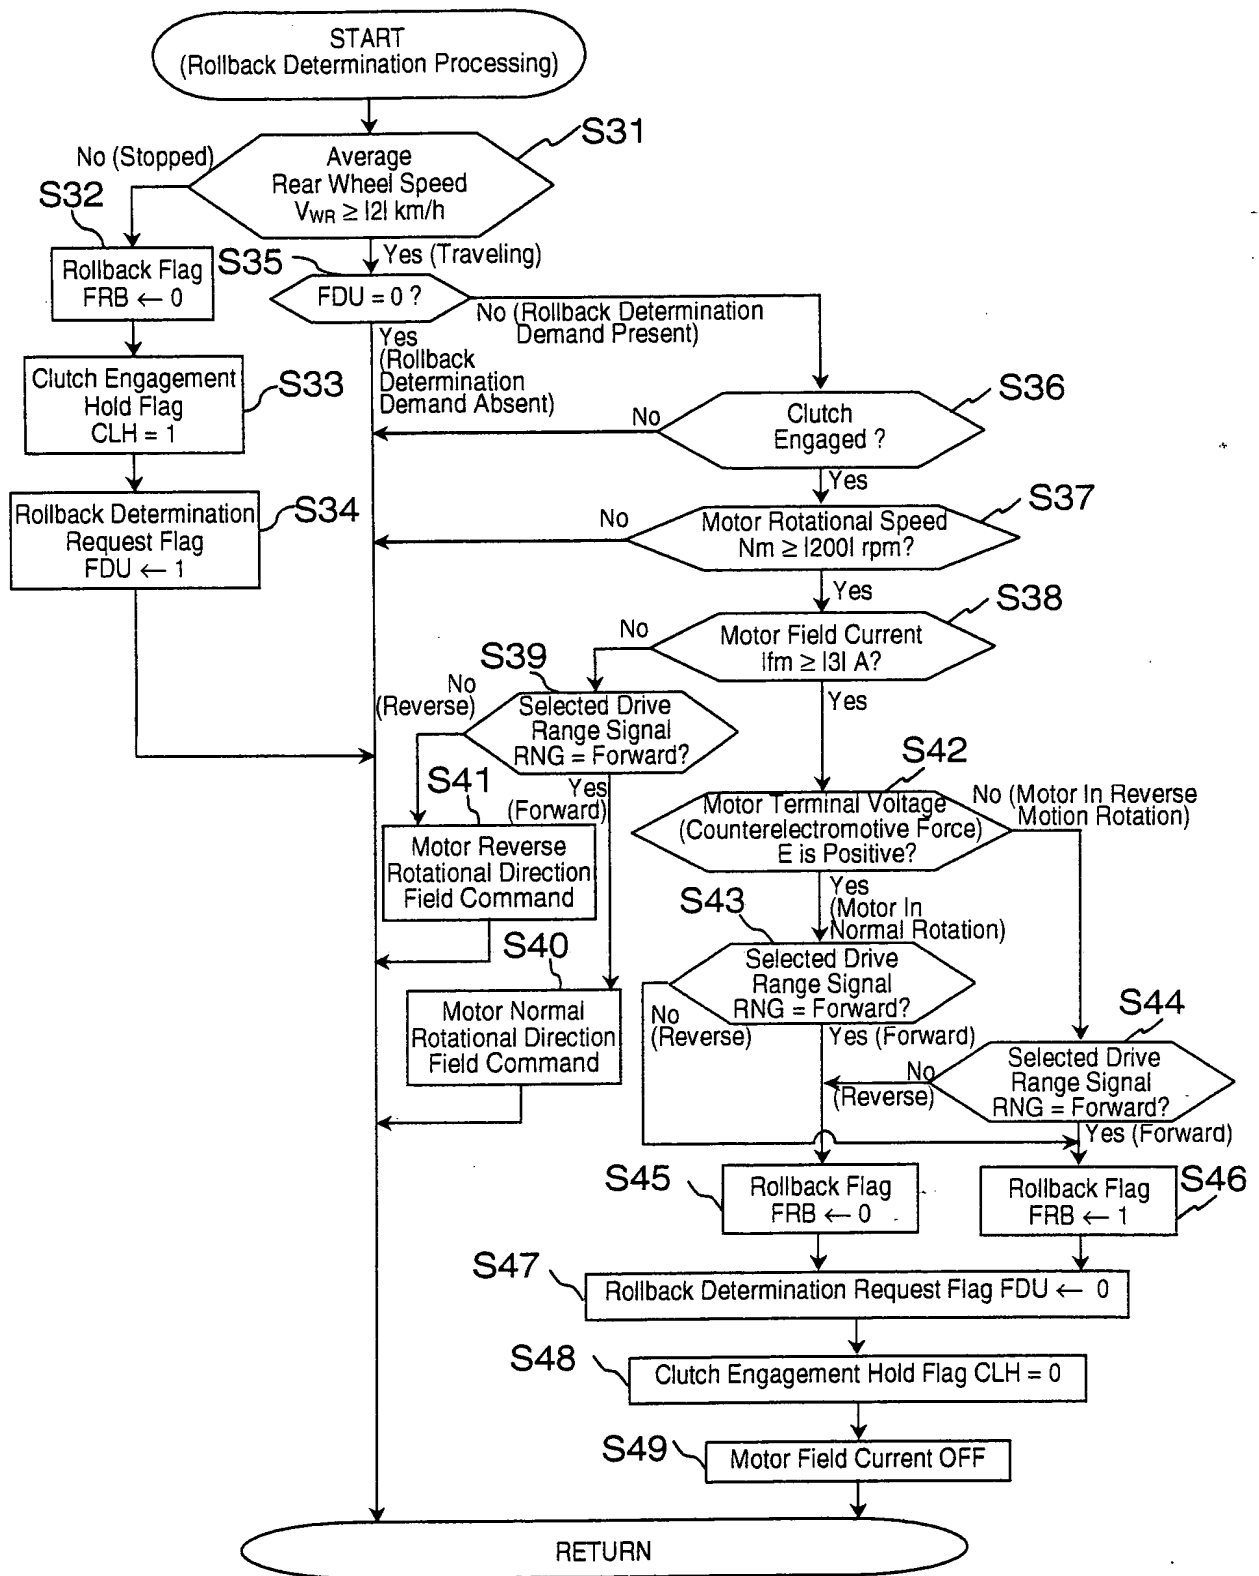 START
(Rollback Determination Processing)
S31
No (Stopped)
Average
Rear Wheel Speed
VWR ≥ |2| km/h
S32
Yes (Traveling)
Rollback Flag
FRB ← 0
S35
FDU = 0 ?
No (Rollback Determination
Demand Present)
Yes
(Rollback
Determination
Demand Absent)
Clutch Engagement
Hold Flag
CLH = 1
S33
S36
No
Clutch
Engaged ?
Yes
Rollback Determination
Request Flag
FDU ← 1
S34
S37
No
Motor Rotational Speed
Nm ≥ |200| rpm?
Yes
S38
No
Motor Field Current
Ifm ≥ |3| A?
Yes
S39
No
(Reverse)
Selected Drive
Range Signal
RNG = Forward?
Yes
(Forward)
S41
Motor Reverse
Rotational Direction
Field Command
S42
Motor Terminal Voltage
(Counterelectromotive Force)
E is Positive?
No (Motor In Reverse
Motion Rotation)
Yes
(Motor In
Normal Rotation)
S40
Motor Normal
Rotational Direction
Field Command
S43
Selected Drive
Range Signal
RNG = Forward?
No
(Reverse)
Yes (Forward)
S44
Selected Drive
Range Signal
RNG = Forward?
No
(Reverse)
Yes (Forward)
S45
Rollback Flag
FRB ← 0
Rollback Flag
FRB ← 1
S46
S47
Rollback Determination Request Flag FDU ← 0
S48
Clutch Engagement Hold Flag CLH = 0
S49
Motor Field Current OFF
RETURN